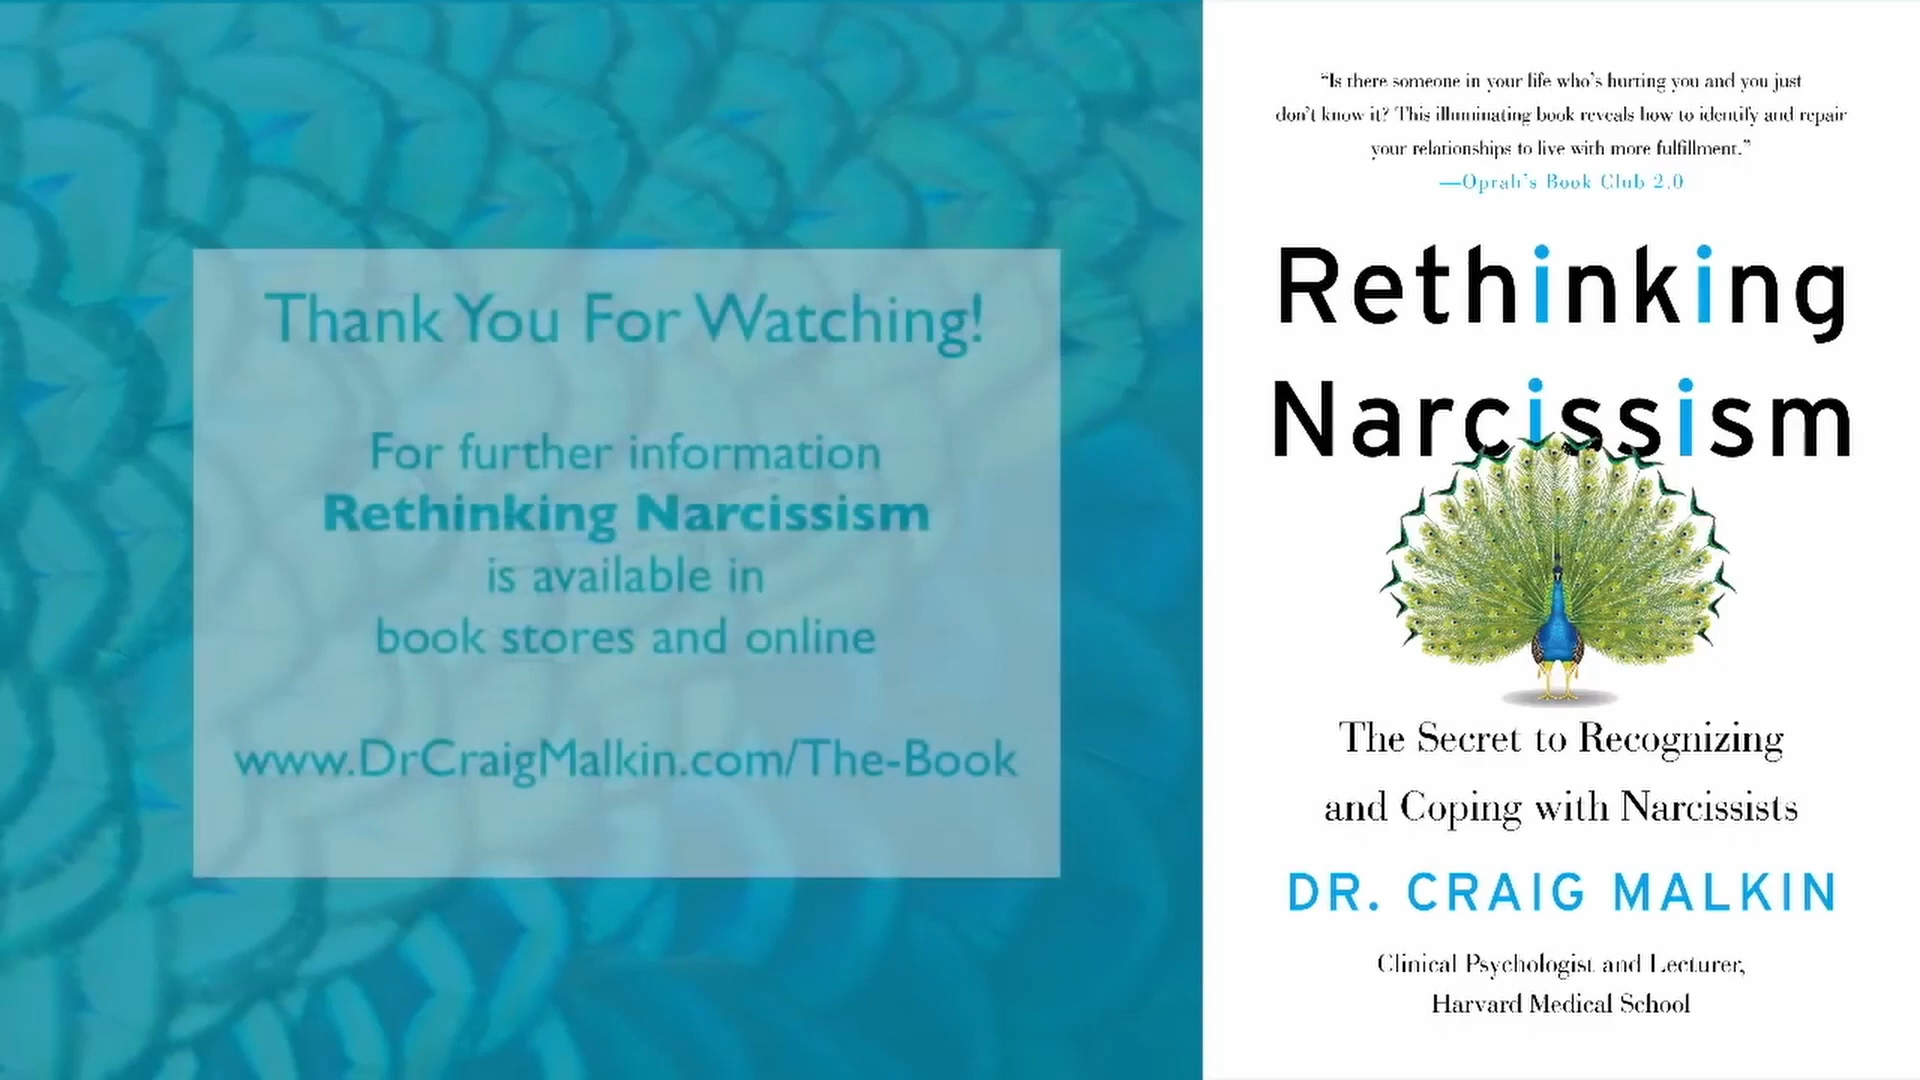 Thank You For Watching!
For further information
Rethinking Narcissism
is available in
book stores and online
www.DrCraigMalkin.com/The-Book
“Is there someone in your life who’s hurting you and you just
don’t know it? This illuminating book reveals how to identify and repair
your relationships to live with more fulfillment.”
—Oprah’s Book Club 2.0
Rethinking
Narcissism
The Secret to Recognizing
and Coping with Narcissists
DR. CRAIG MALKIN
Clinical Psychologist and Lecturer,
Harvard Medical School